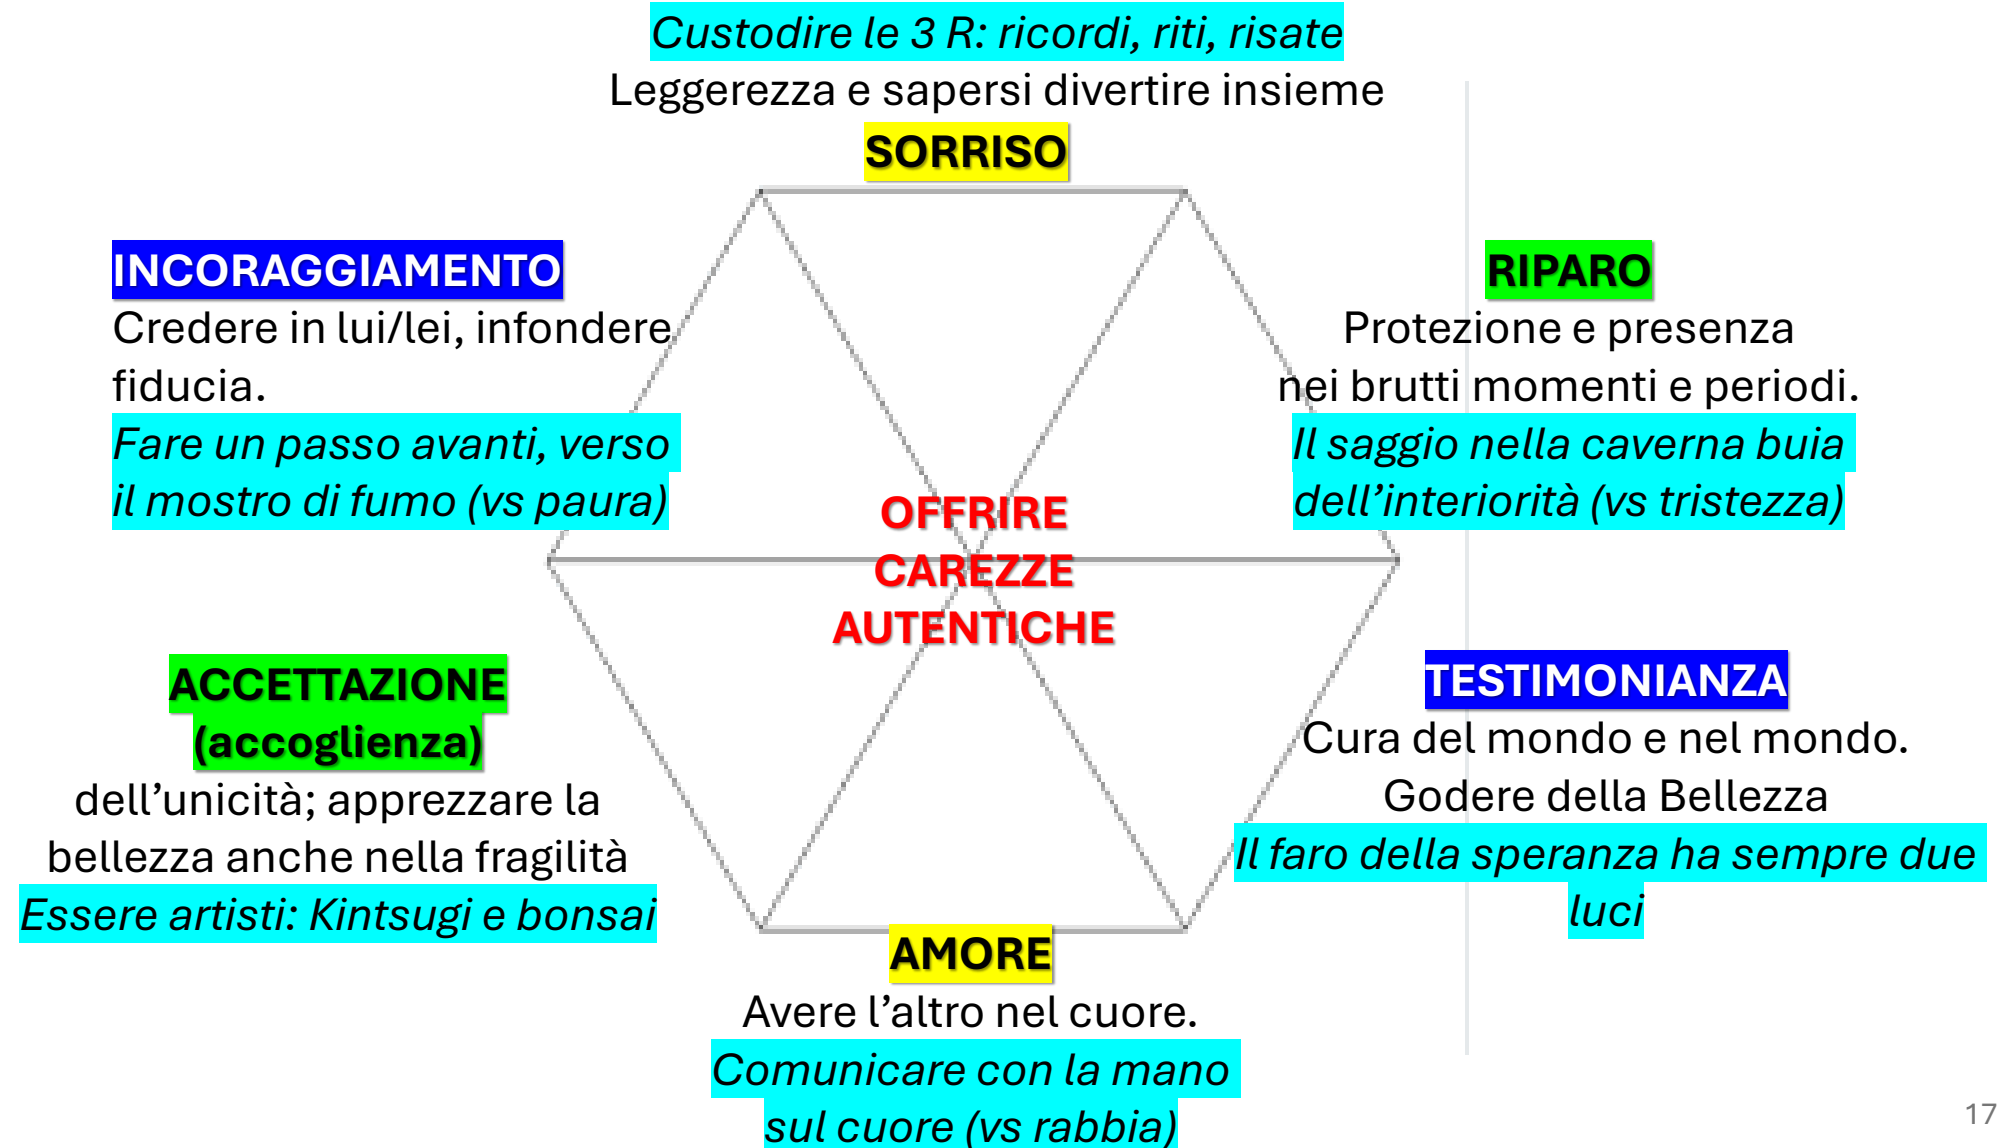 Custodire le 3 R: ricordi, riti, risate
Leggerezza e sapersi divertire insieme
SORRISO
INCORAGGIAMENTO
Credere in lui/lei, infondere
fiducia.
Fare un passo avanti, verso
il mostro di fumo (vs paura)
RIPARO
Protezione e presenza
nei brutti momenti e periodi.
Il saggio nella caverna buia
dell’interiorità (vs tristezza)
OFFRIRE
CAREZZE
AUTENTICHE
ACCETTAZIONE
(accoglienza)
dell’unicità; apprezzare la
bellezza anche nella fragilità
Essere artisti: Kintsugi e bonsai
TESTIMONIANZA
Cura del mondo e nel mondo.
Godere della Bellezza
Il faro della speranza ha sempre due
luci
AMORE
Avere l’altro nel cuore.
Comunicare con la mano
sul cuore (vs rabbia)
17